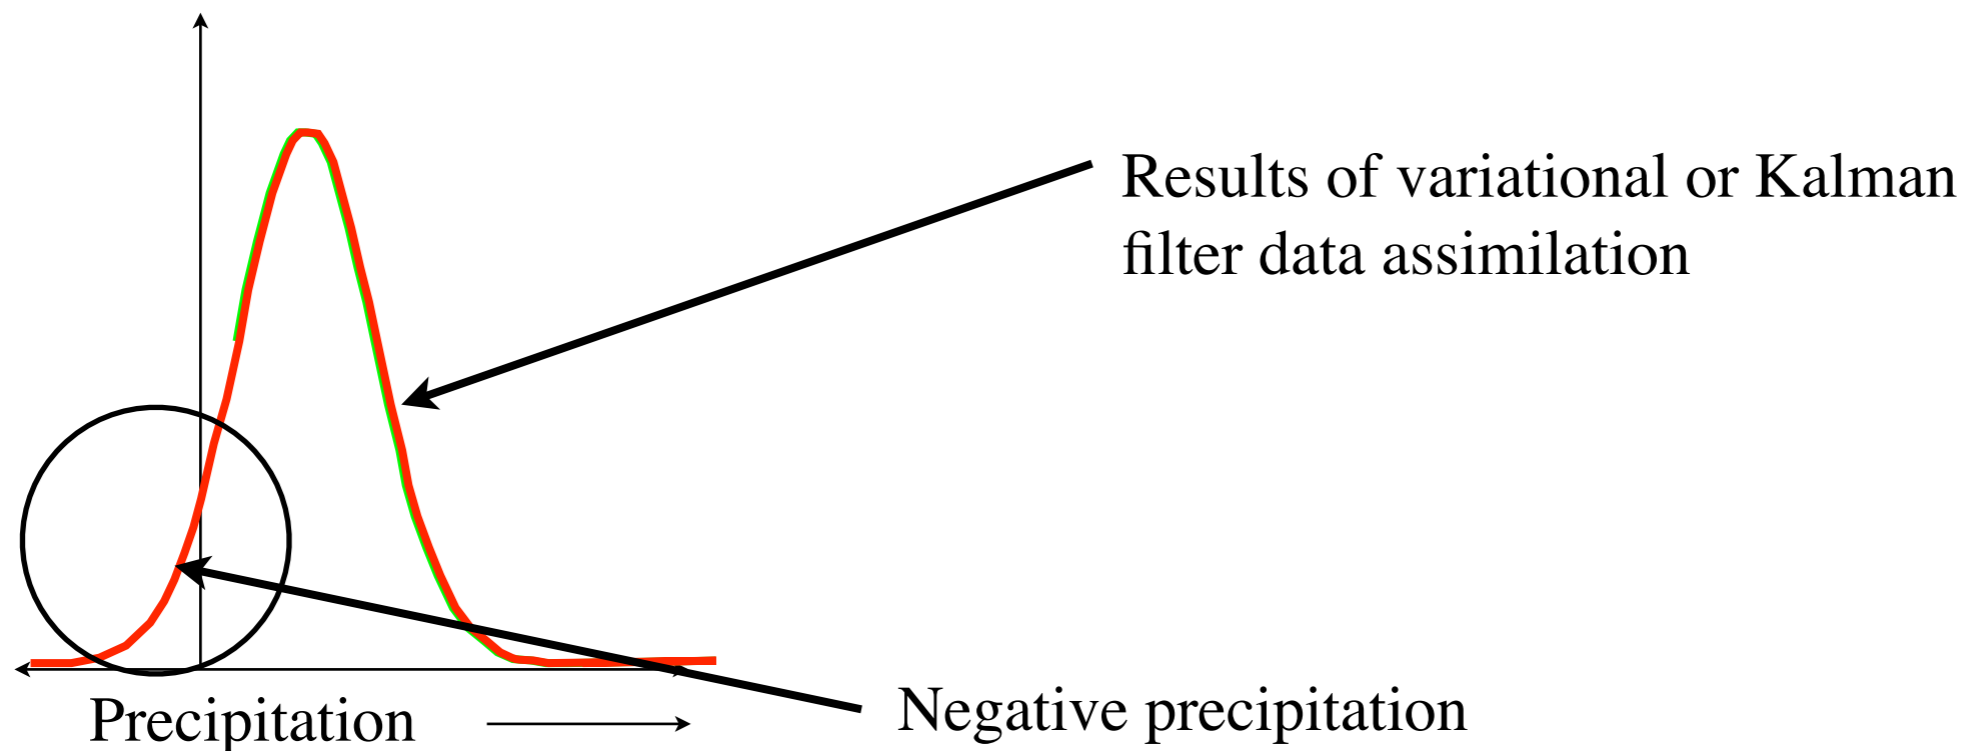 Results of variational or Kalman
filter data assimilation
Negative precipitation
Precipitation